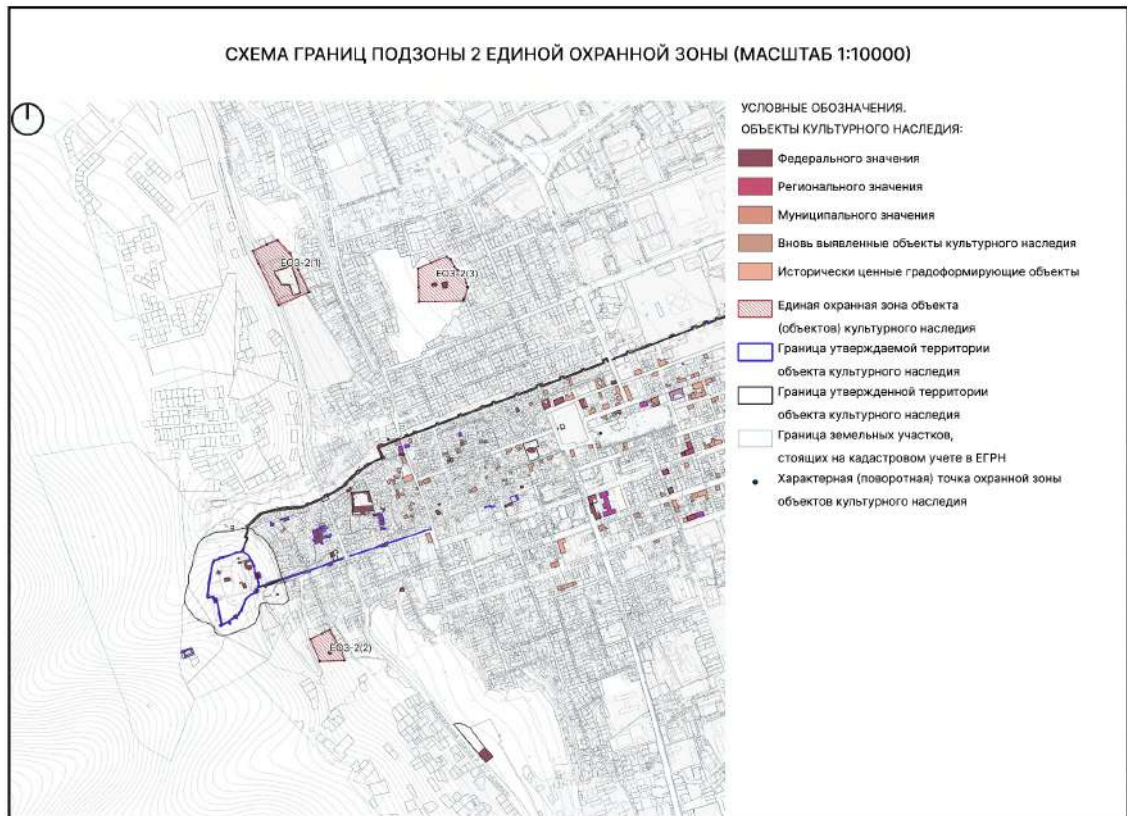 СХЕМА ГРАНИЦ ПОДЗОНЫ 2 ЕДИНОЙ ОХРАННОЙ ЗОНЫ (МАСШТАБ 1:10000)
УСЛОВНЫЕ ОБОЗНАЧЕНИЯ.
ОБЪЕКТЫ КУЛЬТУРНОГО НАСЛЕДИЯ:
Федерального значения
Регионального значения
Муниципального значения
Вновь выявленные объекты культурного наследия
Исторически ценные градоформирующие объекты
Единая охранная зона объекта
(объектов) культурного наследия
Граница утверждаемой территории
объекта культурного наследия
Граница утвержденной территории
объекта культурного наследия
Граница земельных участков,
стоящих на кадастровом учете в ЕГРН
Характерная (поворотная) точка охранной зоны
объектов культурного наследия
ЕОЗ-2(1)
ЕОЗ-2(3)
ЕОЗ-2(2)